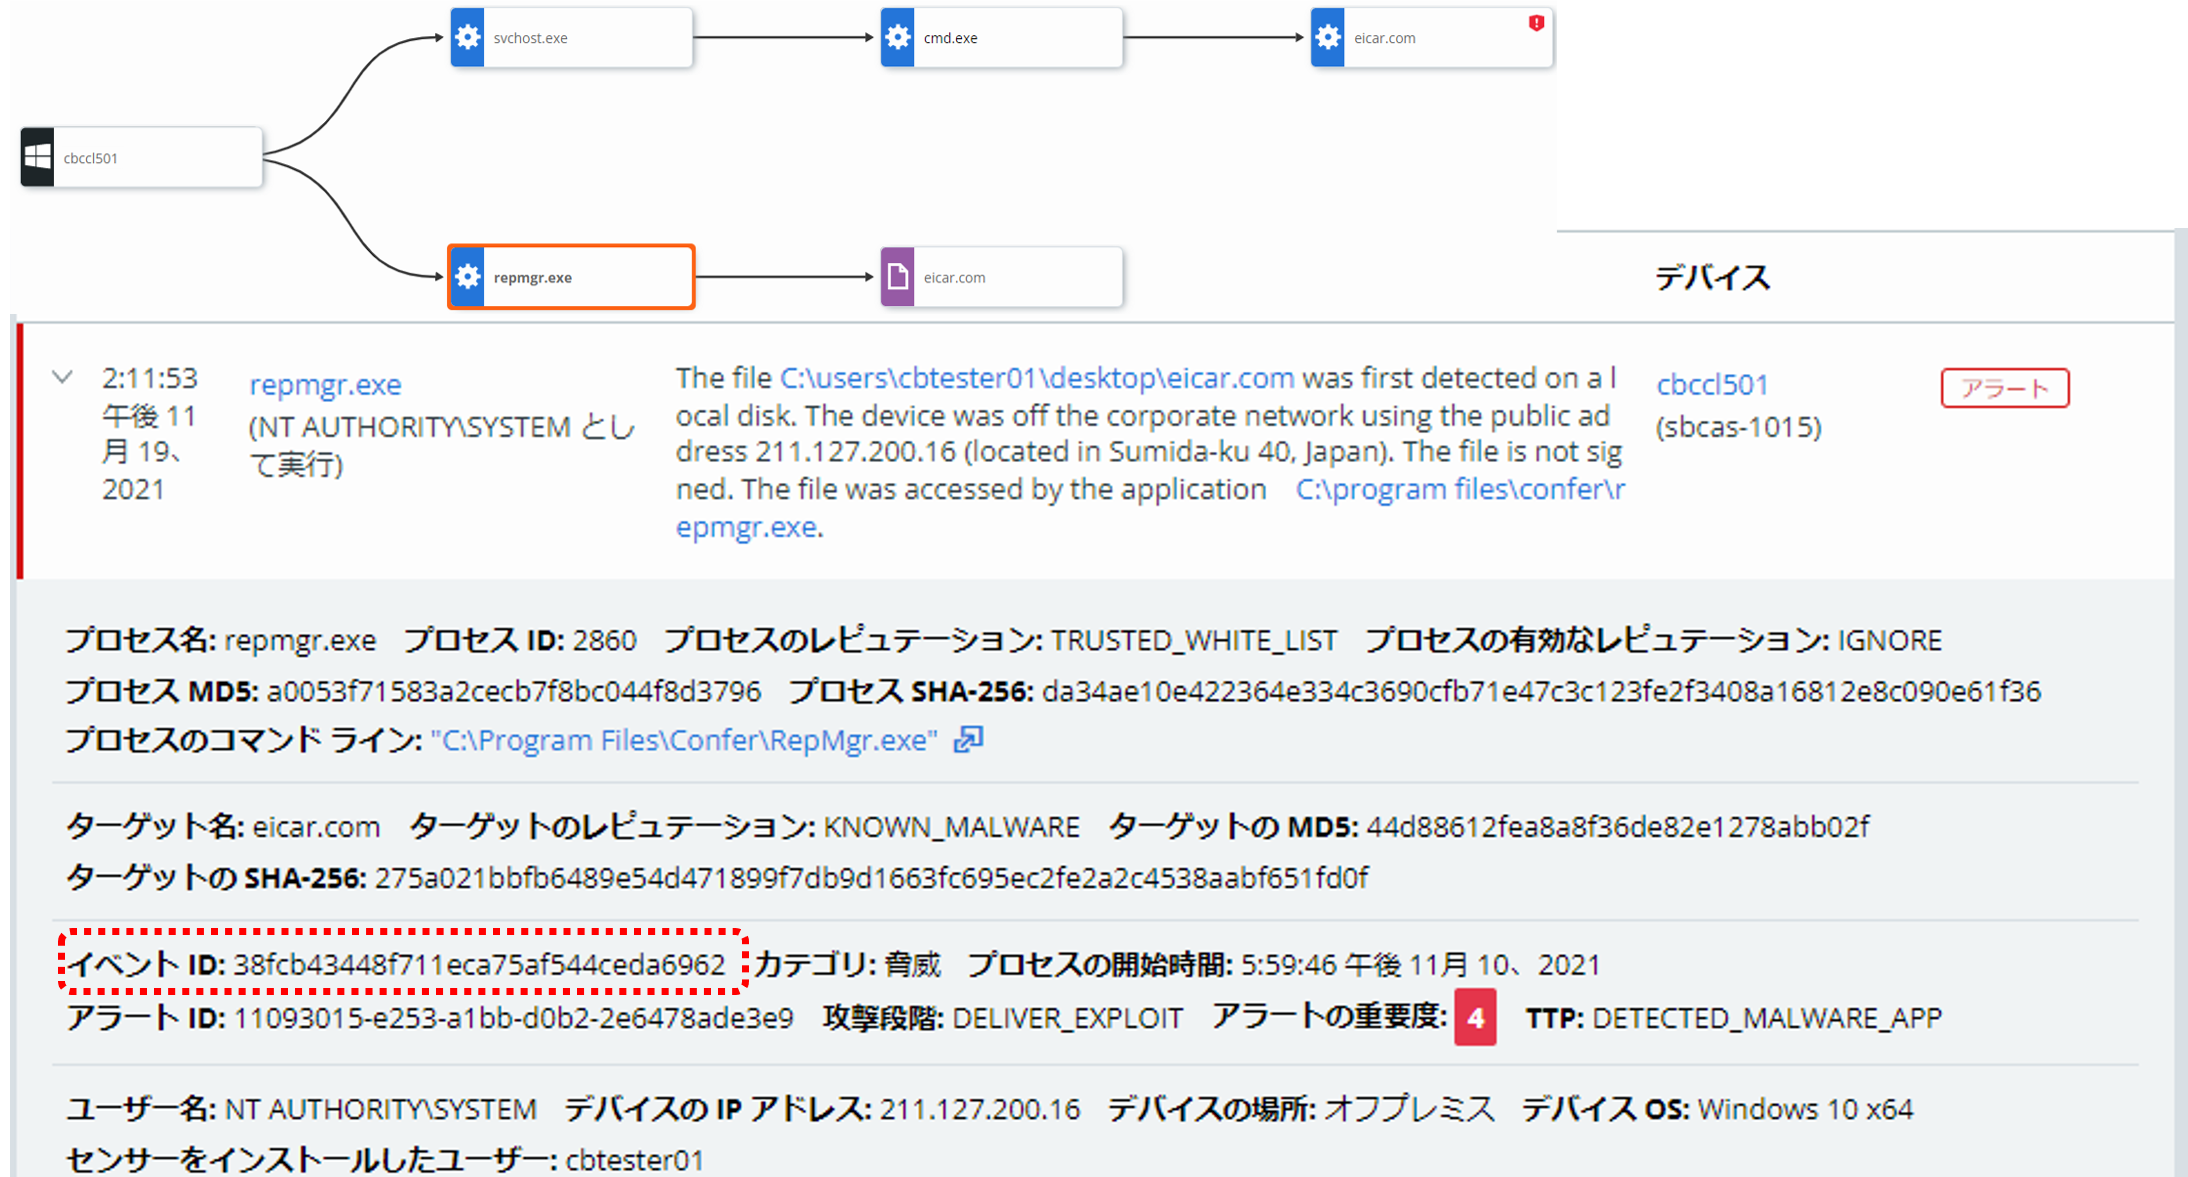 svchost.exe
cmd.exe
eicar.com
cbccl501
repmgr.exe
eicar.com
デバイス
2:11:53
午後 11
月 19、
2021
repmgr.exe
(NT AUTHORITY\SYSTEM とし
て実行)
The file C:\users\cbtester01\desktop\eicar.com was first detected on a l
ocal disk. The device was off the corporate network using the public ad
dress 211.127.200.16 (located in Sumida-ku 40, Japan). The file is not sig
ned. The file was accessed by the application C:\program files\confer\r
epmgr.exe.
cbccl501
(sbcas-1015)
アラート
プロセス名: repmgr.exe プロセス ID: 2860 プロセスのレピュテーション: TRUSTED_WHITE_LIST プロセスの有効なレピュテーション: IGNORE
プロセス MD5: a0053f71583a2cecb7f8bc044f8d3796 プロセス SHA-256: da34ae10e422364e334c3690cfb71e47c3c123fe2f3408a16812e8c090e61f36
プロセスのコマンド ライン: "C:\Program Files\Confer\RepMgr.exe"
ターゲット名: eicar.com ターゲットのレピュテーション: KNOWN_MALWARE ターゲットの MD5: 44d88612fea8a8f36de82e1278abb02f
ターゲットの SHA-256: 275a021bbfb6489e54d471899f7db9d1663fc695ec2fe2a2c4538aabf651fd0f
イベント ID: 38fcb43448f711eca75af544ceda6962 カテゴリ: 脅威 プロセスの開始時間: 5:59:46 午後 11月 10、2021
アラート ID: 11093015-e253-a1bb-d0b2-2e6478ade3e9 攻撃段階: DELIVER_EXPLOIT アラートの重要度: 4 TTP: DETECTED_MALWARE_APP
ユーザー名: NT AUTHORITY\SYSTEM デバイスの IP アドレス: 211.127.200.16 デバイスの場所: オフプレミス デバイス OS: Windows 10 x64
センサーをインストールしたユーザー: cbtester01